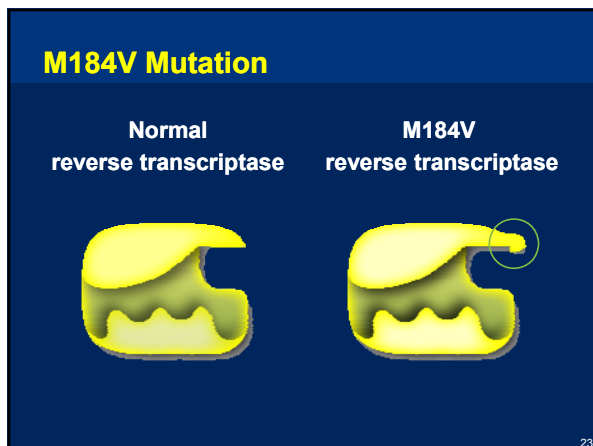 M184V Mutation
Normal
reverse transcriptase
M184V
reverse transcriptase
23